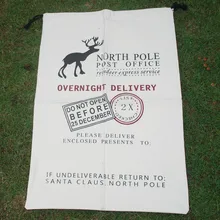 NORTH POLE
POST OFFICE
reindeer express service
OVERNIGHT DELIVERY
DO NOT OPEN
BEFORE
25 DECEMBER
2X
PLEASE DELIVER
ENCLOSED PRESENTS TO:
IF UNDELIVERABLE RETURN TO:
SANTA CLAUS, NORTH POLE